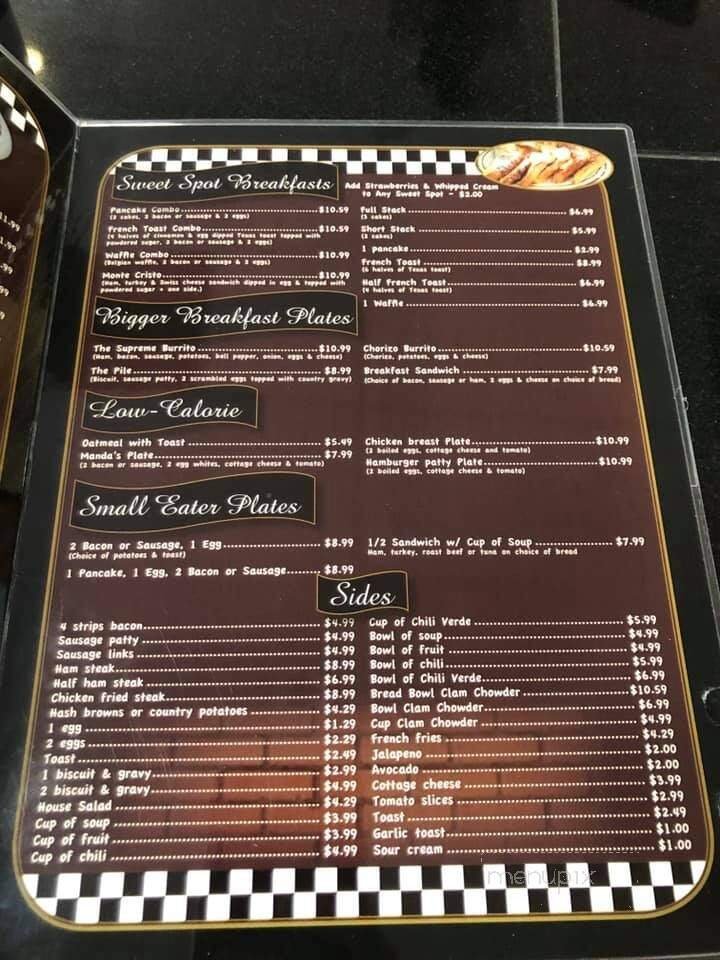 11.99
1.99
.99
99
99
Sweet Spot Breakfasts
Add Strawberries & Whipped Cream
to Any Sweet Spot - $2.00
Pancake Combo $10.59
(2 cakes, 2 bacon or sausage & 2 eggs)
French Toast Combo $10.59
(4 halves of cinnamon & egg dipped Texas toast topped with
powdered sugar, 2 bacon or sausage & 2 eggs)
Waffle Combo $10.99
(Belgian waffle, 2 bacon or sausage & 2 eggs)
Monte Cristo $10.99
(Ham, turkey & Swiss cheese sandwich dipped in egg & topped with
powdered sugar + one side.)
Full Stack $6.99
(3 cakes)
Short Stack $5.99
(2 cakes)
1 pancake $2.99
French Toast $8.99
(6 halves of Texas toast)
Half French Toast $6.99
(4 halves of Texas toast)
1 Waffle $6.99
Bigger Breakfast Plates
The Supreme Burrito $10.99
(Ham, bacon, sausage, potatoes, bell pepper, onion, eggs & cheese)
The Pile $8.99
(Biscuit, sausage patty, 2 scrambled eggs topped with country gravy)
Chorizo Burrito $10.59
(Chorizo, potatoes, eggs & cheese)
Breakfast Sandwich $7.99
(Choice of bacon, sausage or ham, 2 eggs & cheese on choice of bread)
Low-Calorie
Oatmeal with Toast $5.49
Manda's Plate $7.99
(2 bacon or sausage, 2 egg whites, cottage cheese & tomato)
Chicken breast Plate $10.99
(2 boiled eggs, cottage cheese and tomato)
Hamburger patty Plate $10.99
(2 boiled eggs, cottage cheese & tomato)
Small Eater Plates
2 Bacon or Sausage, 1 Egg $8.99
(Choice of potatoes & toast)
1 Pancake, 1 Egg, 2 Bacon or Sausage $8.99
1/2 Sandwich w/ Cup of Soup $7.99
Ham, turkey, roast beef or tuna on choice of bread
Sides
4 strips bacon $4.99
Sausage patty $4.99
Sausage links $4.99
Ham steak $8.99
Half ham steak $6.99
Chicken fried steak $8.99
Hash browns or country potatoes $4.29
1 egg $1.29
2 eggs $2.29
Toast $2.49
1 biscuit & gravy $2.99
2 biscuit & gravy $4.99
House Salad $4.29
Cup of soup $3.99
Cup of fruit $3.99
Cup of chili $4.99
Cup of Chili Verde $5.99
Bowl of soup $4.99
Bowl of fruit $4.99
Bowl of chili $5.99
Bowl of Chili Verde $6.99
Bread Bowl Clam Chowder $10.59
Bowl Clam Chowder $6.99
Cup Clam Chowder $4.99
French fries $4.29
Jalapeno $2.00
Avocado $2.00
Cottage cheese $3.99
Tomato slices $2.99
Toast $2.49
Garlic toast $1.00
Sour cream $1.00
menupix